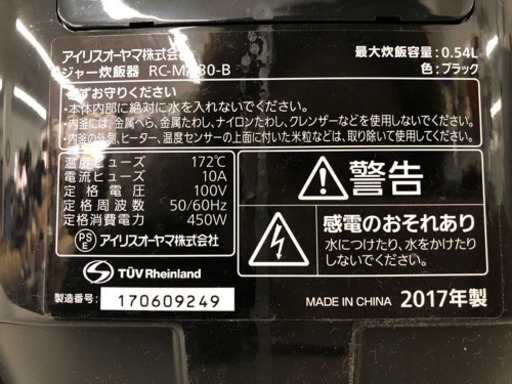 アイリスオーヤマ株式会社
最大炊飯容量:0.54L
ジャー炊飯器
色:ブラック
必ずお守りください
・本体内部に絶対に水を入れないでください。
・内釜には、金属へら、金属たわし、ナイロンたわし、クレンザーなどを使用しないでください。
・内釜の外側、ヒーター、温度センサーの上面に付いた米粒などは、取り除いて使用してください。
温度ヒューズ 172℃
電流ヒューズ 10A
定格電圧 100V
定格周波数 50/60Hz
定格消費電力 450W
PS E アイリスオーヤマ株式会社
TÜV Rheinland
製造番号: 170609249
警告
感電のおそれあり
水につけたり、水をかけたり
しないでください。
MADE IN CHINA 2017年製